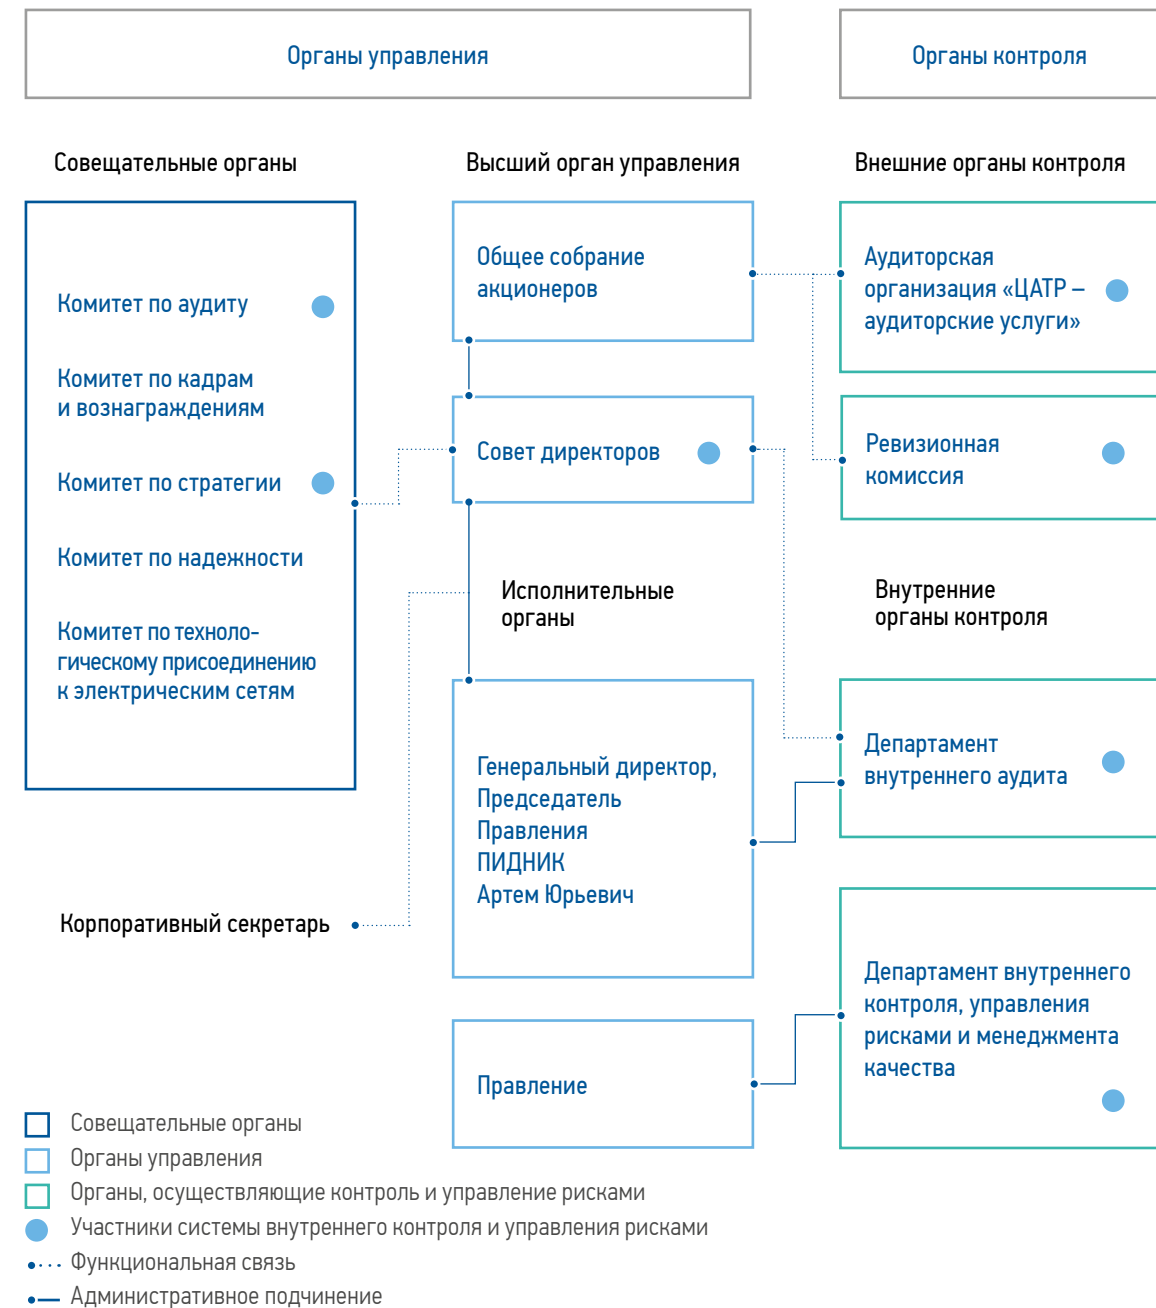 Органы управления
Органы контроля
Совещательные органы
Высший орган управления
Внешние органы контроля
Комитет по аудиту
Комитет по кадрам
и вознаграждениям
Комитет по стратегии
Комитет по надежности
Комитет по техноло-
гическому присоединению
к электрическим сетям
Корпоративный секретарь
Общее собрание
акционеров
Совет директоров
Исполнительные
органы
Генеральный директор,
Председатель
Правления
ПИДНИК
Артем Юрьевич
Правление
Аудиторская
организация «ЦАТР –
аудиторские услуги»
Ревизионная
комиссия
Внутренние
органы контроля
Департамент
внутреннего аудита
Департамент внутреннего
контроля, управления
рисками и менеджмента
качества
Совещательные органы
Органы управления
Органы, осуществляющие контроль и управление рисками
Участники системы внутреннего контроля и управления рисками
Функциональная связь
Административное подчинение